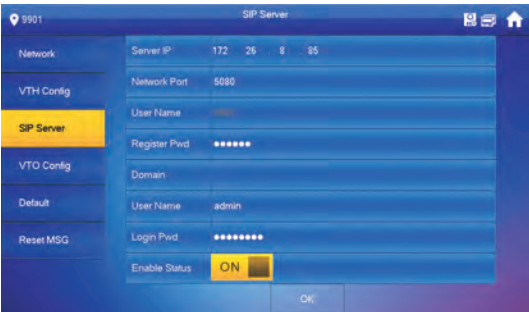 9901
SIP Server
Network
VTH Config
SIP Server
VTO Config
Default
Reset MSG
Server IP 172 . 26 . 8 . 85
Network Port 5080
User Name
Register Pwd ••••••
Domain
User Name admin
Login Pwd ••••••••
Enable Status ON
OK